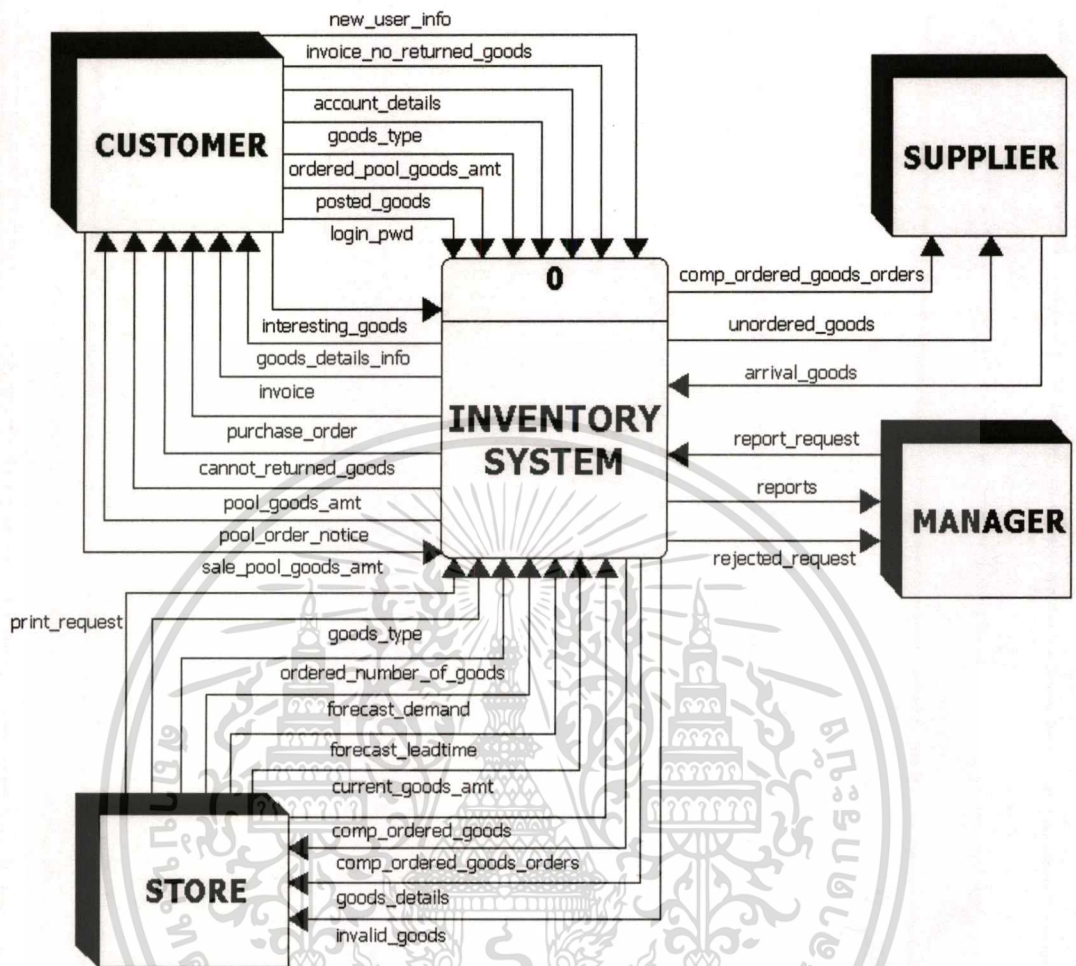 new_user_info
invoice_no_returned_goods
account_details
goods_type
ordered_pool_goods_amt
posted_goods
login_pwd
CUSTOMER
SUPPLIER
0
INVENTORY
SYSTEM
comp_ordered_goods_orders
unordered_goods
arrival_goods
interesting_goods
goods_details_info
invoice
purchase_order
cannot_returned_goods
pool_goods_amt
pool_order_notice
sale_pool_goods_amt
report_request
reports
rejected_request
MANAGER
print_request
goods_type
ordered_number_of_goods
forecast_demand
forecast_leadtime
current_goods_amt
comp_ordered_goods
comp_ordered_goods_orders
goods_details
invalid_goods
STORE